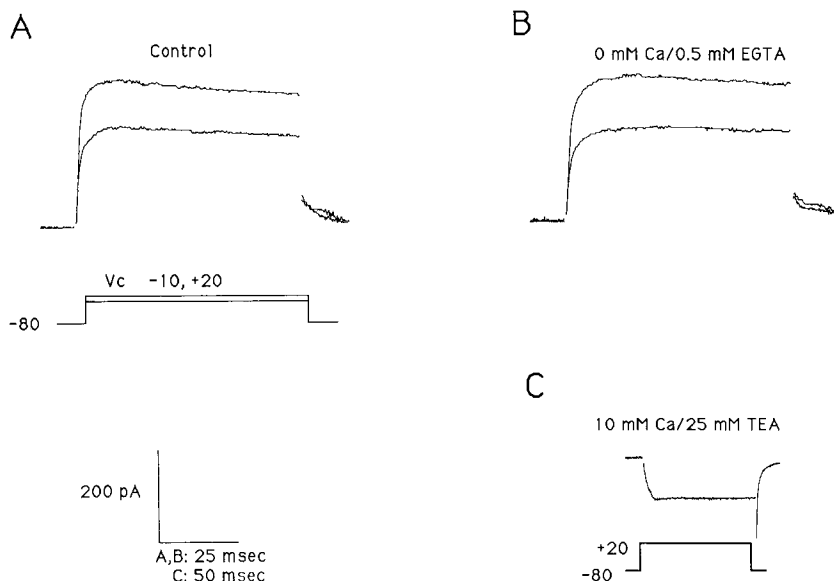 A
Control
B
0 mM Ca/0.5 mM EGTA
Vc -10, +20
-80
C
10 mM Ca/25 mM TEA
200 pA
A,B: 25 msec
C: 50 msec
+20
-80